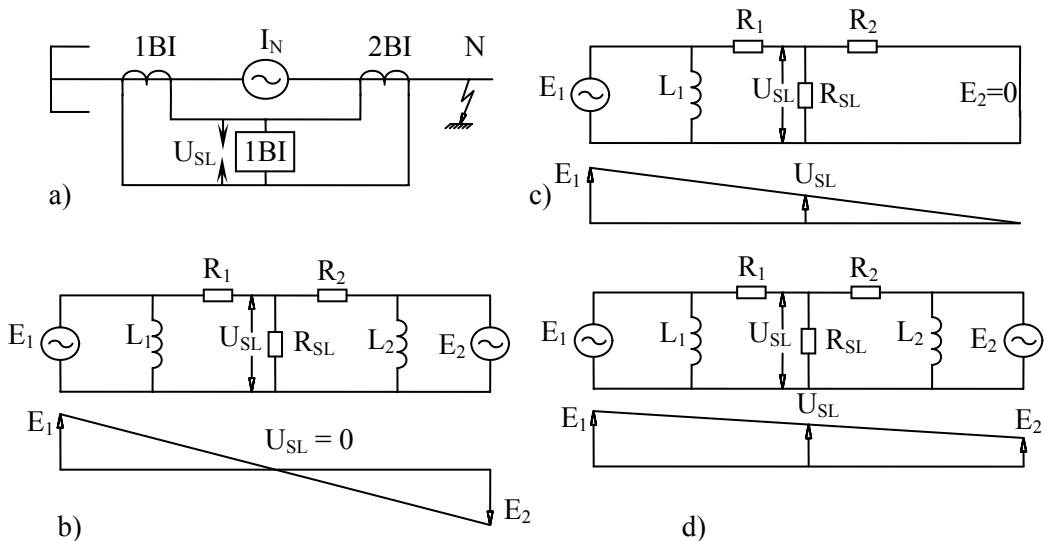 1BI
I_N
2BI
N
U_SL
1BI
a)
R_1
R_2
E_1
L_1
U_SL
R_SL
E_2=0
E_1
U_SL
c)
R_1
R_2
E_1
L_1
U_SL
R_SL
L_2
E_2
E_1
U_SL = 0
E_2
b)
R_1
R_2
E_1
L_1
U_SL
R_SL
L_2
E_2
E_1
U_SL
E_2
d)